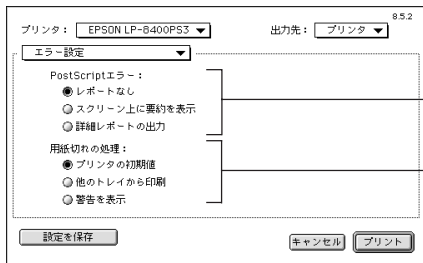 8.5.2
プリンタ： EPSON LP-8400PS3 出力先： プリンタ
エラー設定
PostScriptエラー：
レポートなし
スクリーン上に要約を表示
詳細レポートの出力
用紙切れの処理：
プリンタの初期値
他のトレイから印刷
警告を表示
設定を保存 キャンセル プリント